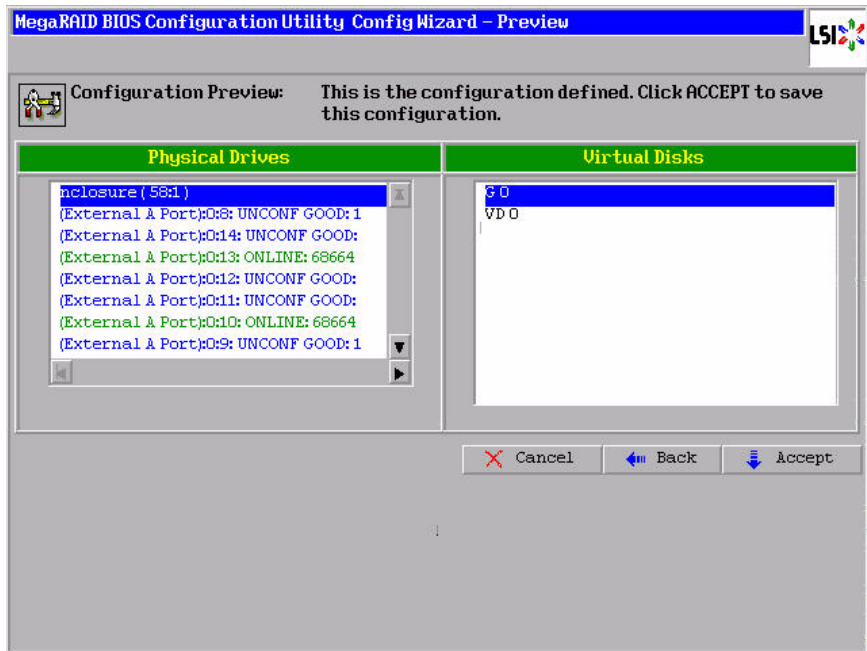 MegaRAID BIOS Configuration Utility Config Wizard – Preview
LSI
Configuration Preview: This is the configuration defined. Click ACCEPT to save
this configuration.
Physical Drives
nclosure ( 58:1 )
(External A Port):0:8: UNCONF GOOD: 1
(External A Port):0:14: UNCONF GOOD:
(External A Port):0:13: ONLINE: 68664
(External A Port):0:12: UNCONF GOOD:
(External A Port):0:11: UNCONF GOOD:
(External A Port):0:10: ONLINE: 68664
(External A Port):0:9: UNCONF GOOD: 1
Virtual Disks
G 0
VD 0
Cancel
Back
Accept